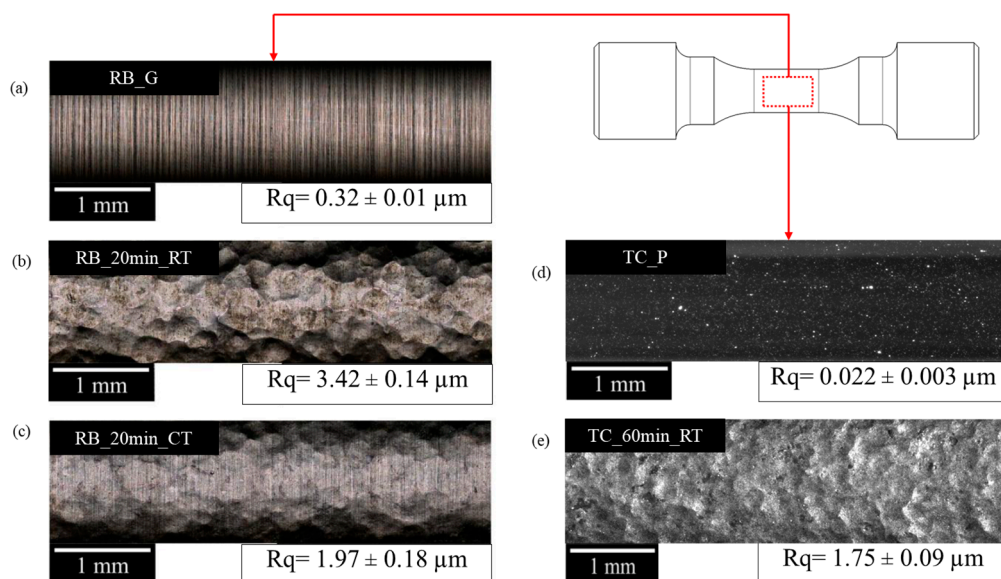 (a)
RB_G
1 mm
Rq= 0.32 ± 0.01 µm
(b)
RB_20min_RT
1 mm
Rq= 3.42 ± 0.14 µm
(c)
RB_20min_CT
1 mm
Rq= 1.97 ± 0.18 µm
(d)
TC_P
1 mm
Rq= 0.022 ± 0.003 µm
(e)
TC_60min_RT
1 mm
Rq= 1.75 ± 0.09 µm